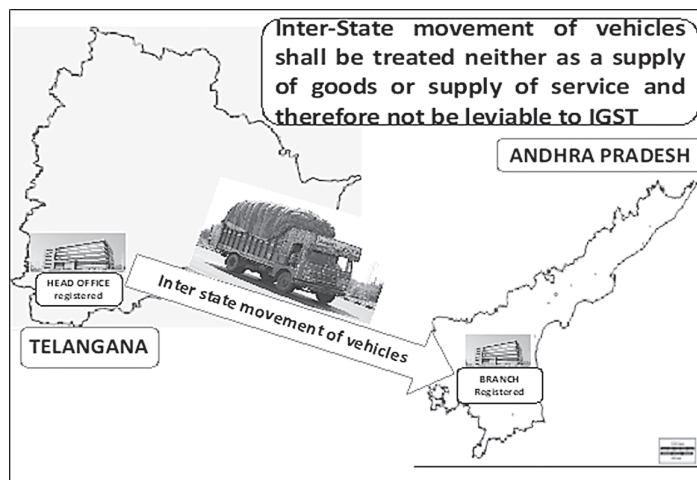 Inter-State movement of vehicles
shall be treated neither as a supply
of goods or supply of service and
therefore not be leviable to IGST
ANDHRA PRADESH
HEAD OFFICE
registered
Inter state movement of vehicles
TELANGANA
BRANCH
Registered